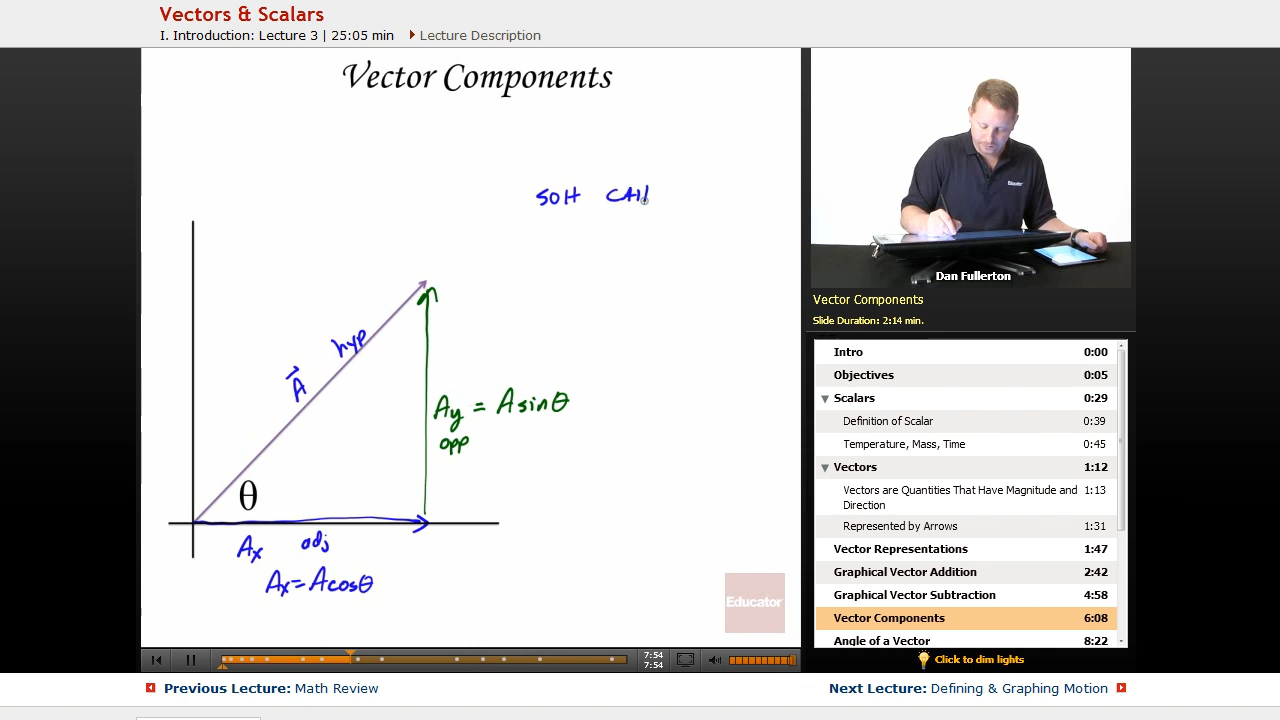 Vectors & Scalars
I. Introduction: Lecture 3 | 25:05 min Lecture Description
Vector Components
SOH CAH
hyp
A
Ay = A sinθ
opp
θ
Ax adj
Ax = A cosθ
Educator
Dan Fullerton
Vector Components
Slide Duration: 2:14 min.
Intro 0:00
Objectives 0:05
Scalars 0:29
Definition of Scalar 0:39
Temperature, Mass, Time 0:45
Vectors 1:12
Vectors are Quantities That Have Magnitude and 1:13
Direction
Represented by Arrows 1:31
Vector Representations 1:47
Graphical Vector Addition 2:42
Graphical Vector Subtraction 4:58
Vector Components 6:08
Angle of a Vector 8:22
7:54
7:54
Click to dim lights
Previous Lecture: Math Review
Next Lecture: Defining & Graphing Motion